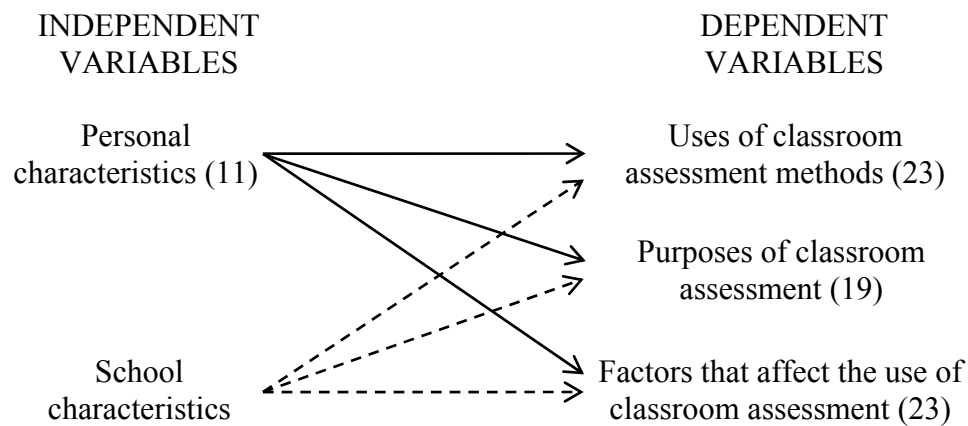 INDEPENDENT
VARIABLES
DEPENDENT
VARIABLES
Personal
characteristics (11)
Uses of classroom
assessment methods (23)
Purposes of classroom
assessment (19)
School
characteristics
Factors that affect the use of
classroom assessment (23)